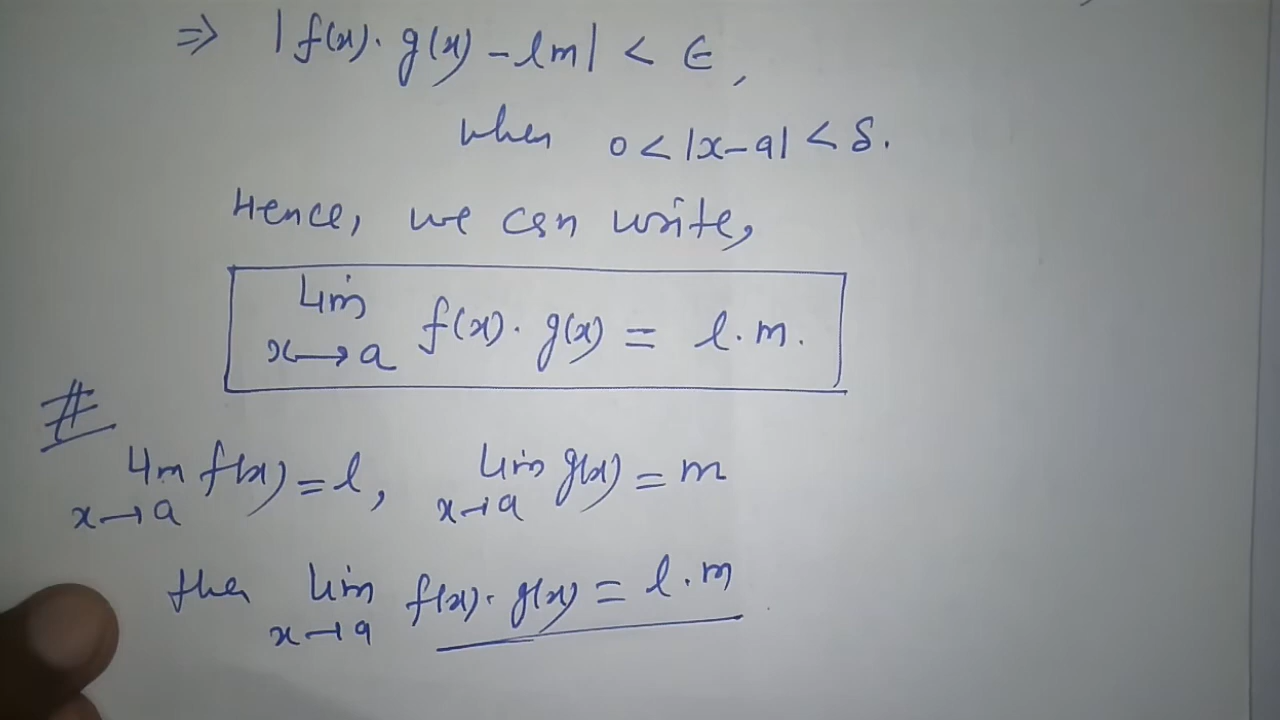 ⇒ |f(x). g(x) - lm| < ε,
when 0 < |x-a| < δ.
Hence, we can write,
Lim x→a f(x). g(x) = l.m.
#
Lim x→a f(x) = l, Lim x→a g(x) = m
then Lim x→a f(x). g(x) = l.m